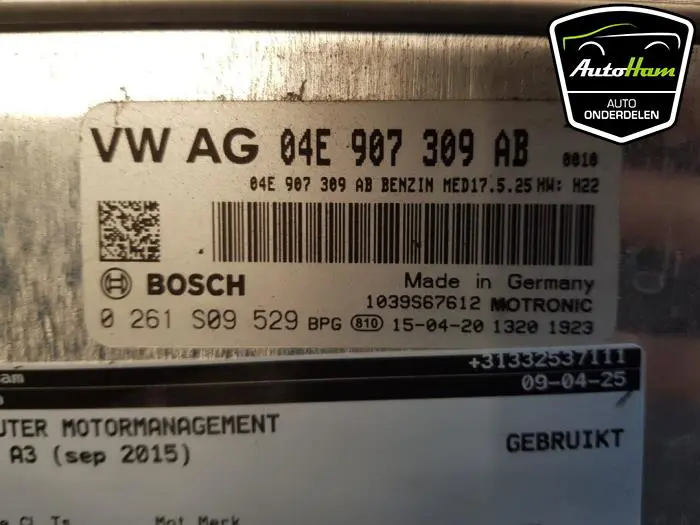 AutoHam
AUTO
ONDERDELEN
VW AG 04E 907 309 AB 0010
04E 907 309 AB BENZIN MED17.5.25 HW: H22
BOSCH
Made in Germany
1039S67612 MOTRONIC
0 261 S09 529 BPG 810 15-04-20 1320 1923
+31332537111
09-04-25
UTER MOTORMANAGEMENT
A3 (sep 2015)
GEBRUIKT
Mot Merk